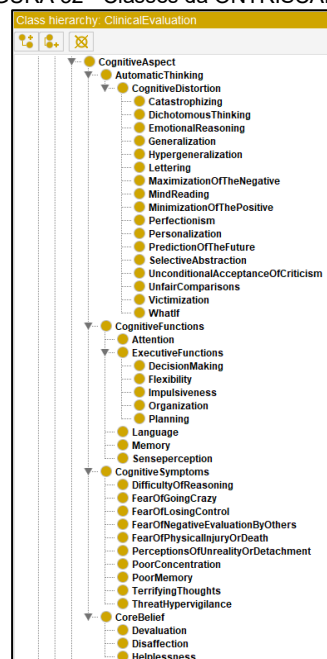 Class hierarchy: ClinicalEvaluation
CognitiveAspect
AutomaticThinking
CognitiveDistortion
Catastrophizing
DichotomousThinking
EmotionalReasoning
Generalization
Hypergeneralization
Lettering
MaximizationOfTheNegative
MindReading
MinimizationOfThePositive
Perfectionism
Personalization
PredictionOfTheFuture
SelectiveAbstraction
UnconditionalAcceptanceOfCriticism
UnfairComparisons
Victimization
WhatIf
CognitiveFunctions
Attention
ExecutiveFunctions
DecisionMaking
Flexibility
Impulsiveness
Organization
Planning
Language
Memory
Senseperception
CognitiveSymptoms
DifficultyOfReasoning
FearOfGoingCrazy
FearOfLosingControl
FearOfNegativeEvaluationByOthers
FearOfPhysicalInjuryOrDeath
PerceptionsOfUnrealityOrDetachment
PoorConcentration
PoorMemory
TerrifyingThoughts
ThreatHypervigilance
CoreBelief
Devaluation
Disaffection
Helplessness